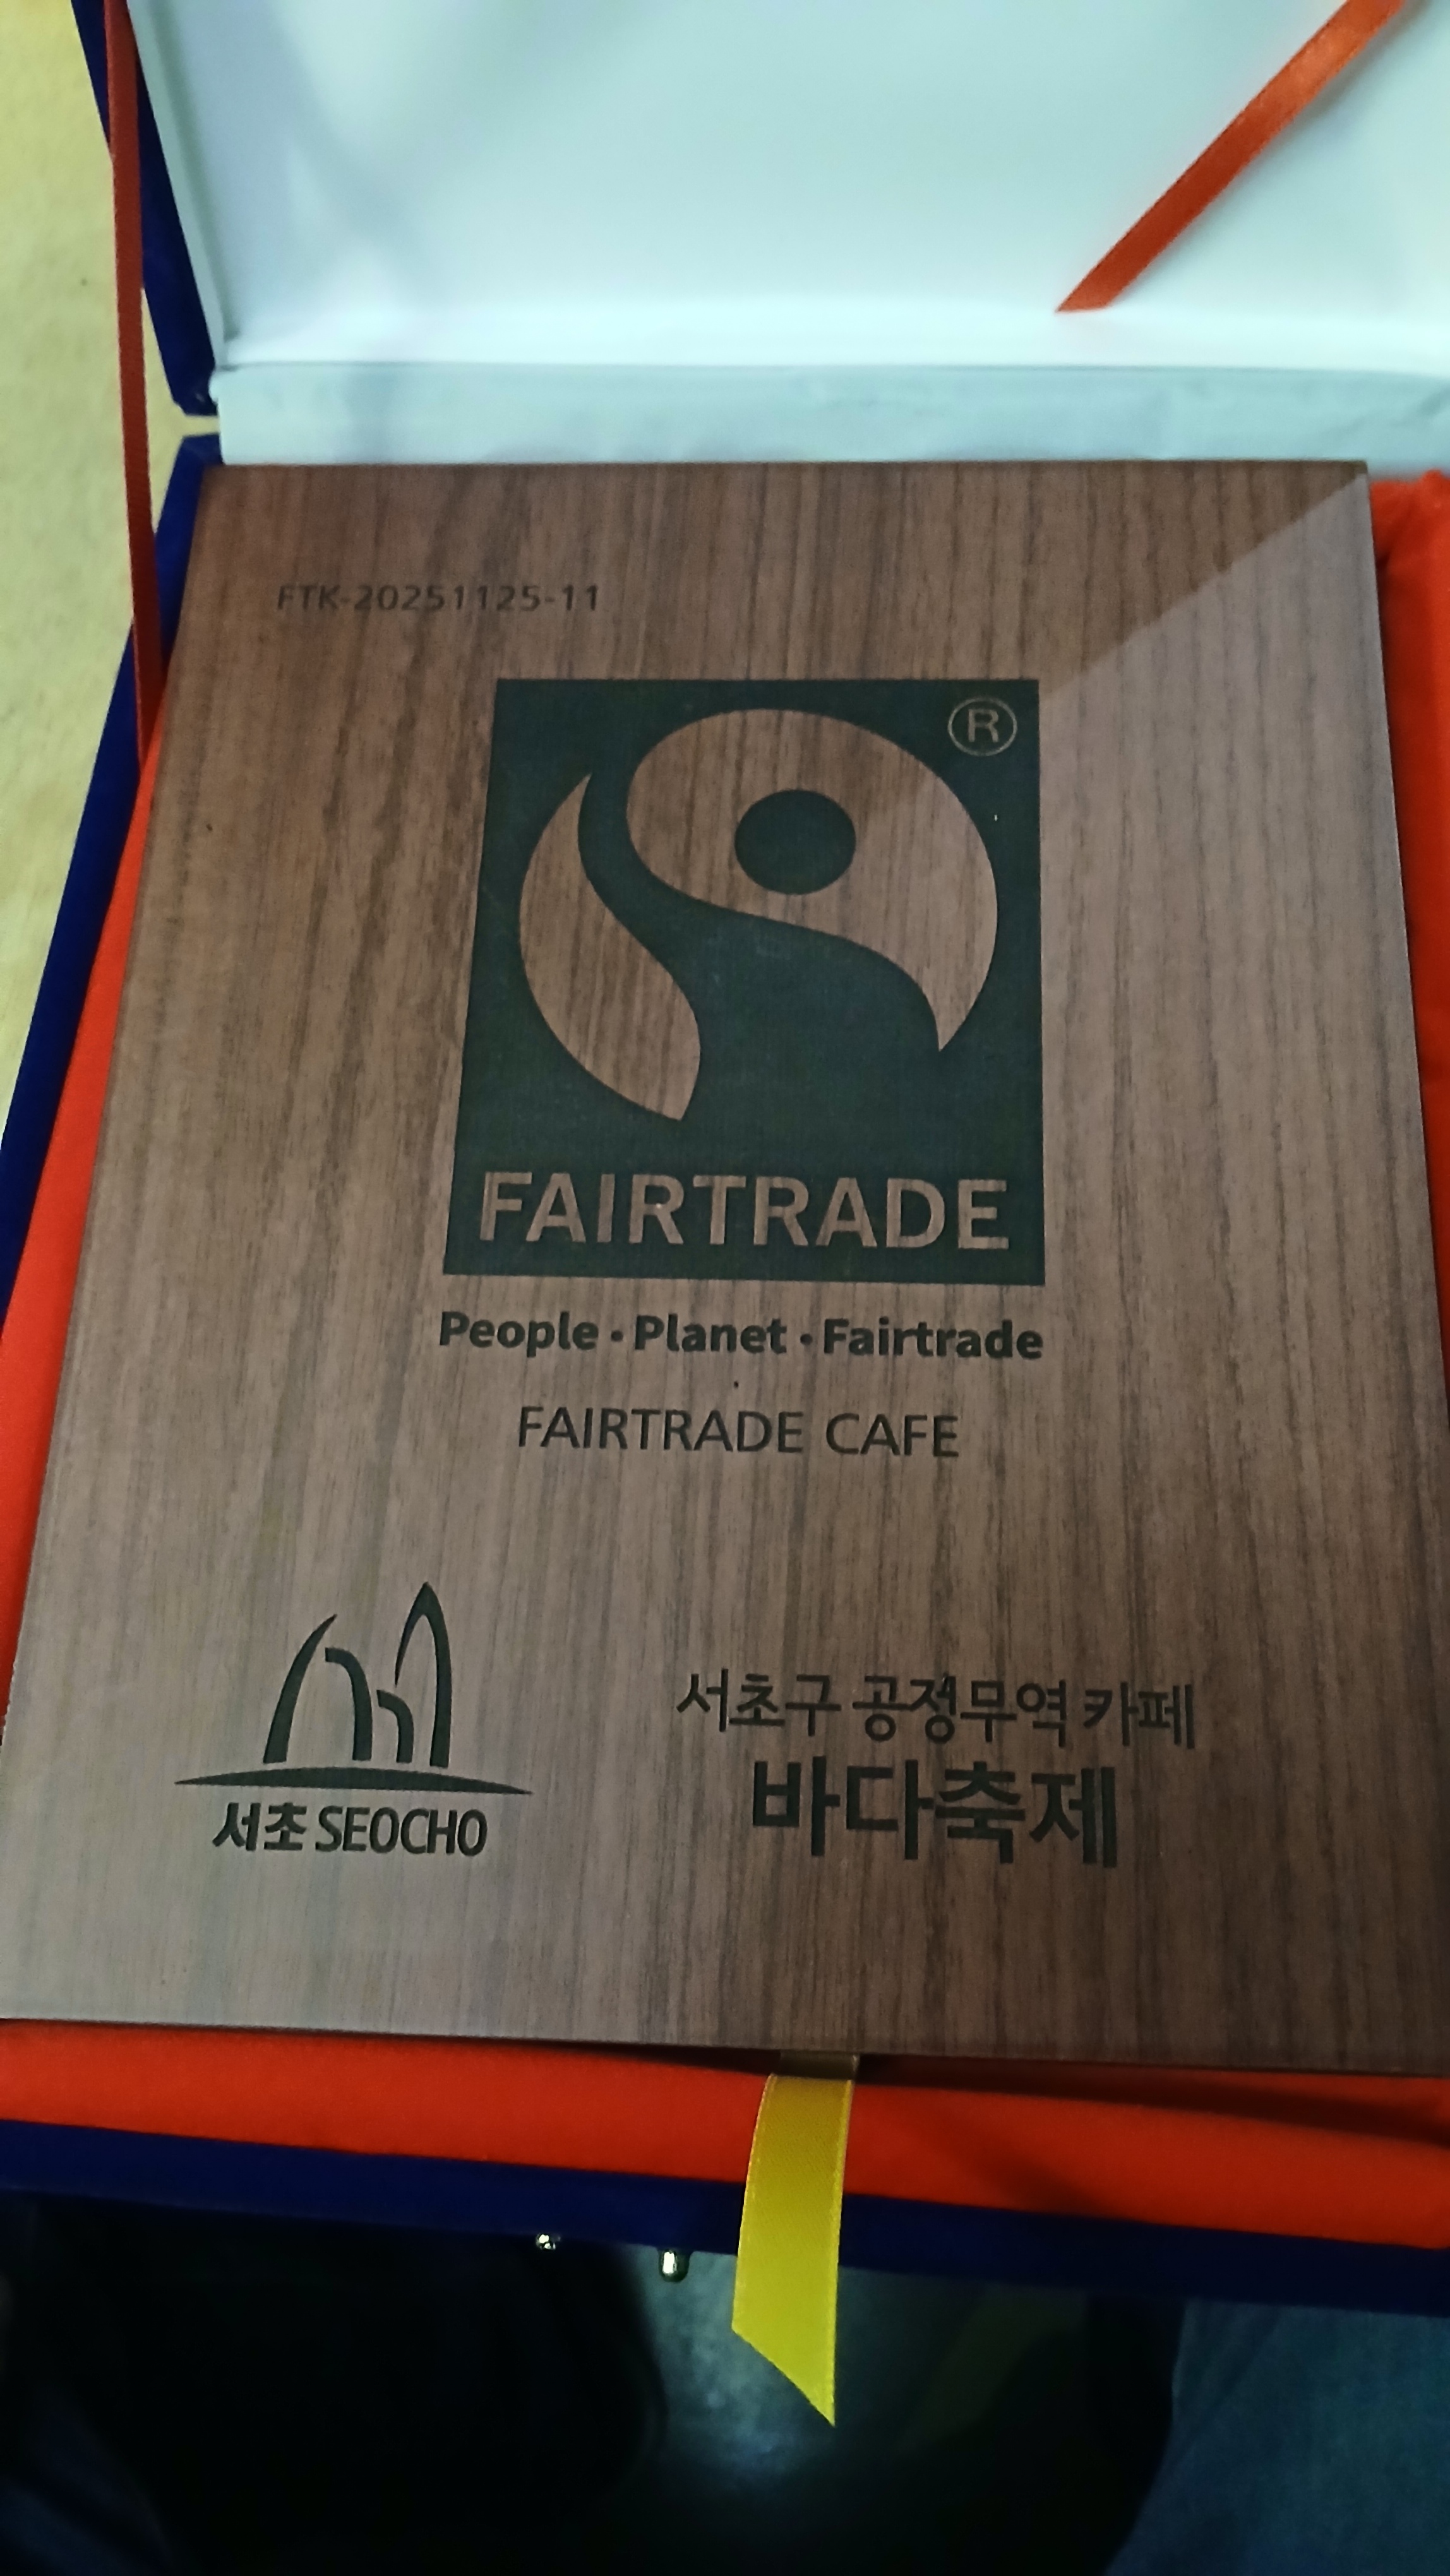 FTK-20251125-11
®
FAIRTRADE
People · Planet · Fairtrade
FAIRTRADE CAFE
서초구 공정무역 카페
바다축제
서초 SEOCHO